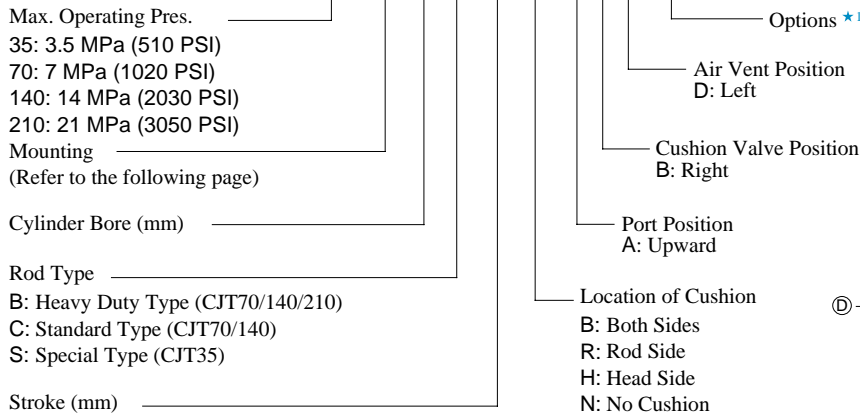 Max. Operating Pres.
35: 3.5 MPa (510 PSI)
70: 7 MPa (1020 PSI)
140: 14 MPa (2030 PSI)
210: 21 MPa (3050 PSI)
Mounting
(Refer to the following page)
Cylinder Bore (mm)
Rod Type
B: Heavy Duty Type (CJT70/140/210)
C: Standard Type (CJT70/140)
S: Special Type (CJT35)
Stroke (mm)
Options ★1
Air Vent Position
D: Left
Cushion Valve Position
B: Right
Port Position
A: Upward
Location of Cushion
B: Both Sides
R: Rod Side
H: Head Side
N: No Cushion
Ⓓ